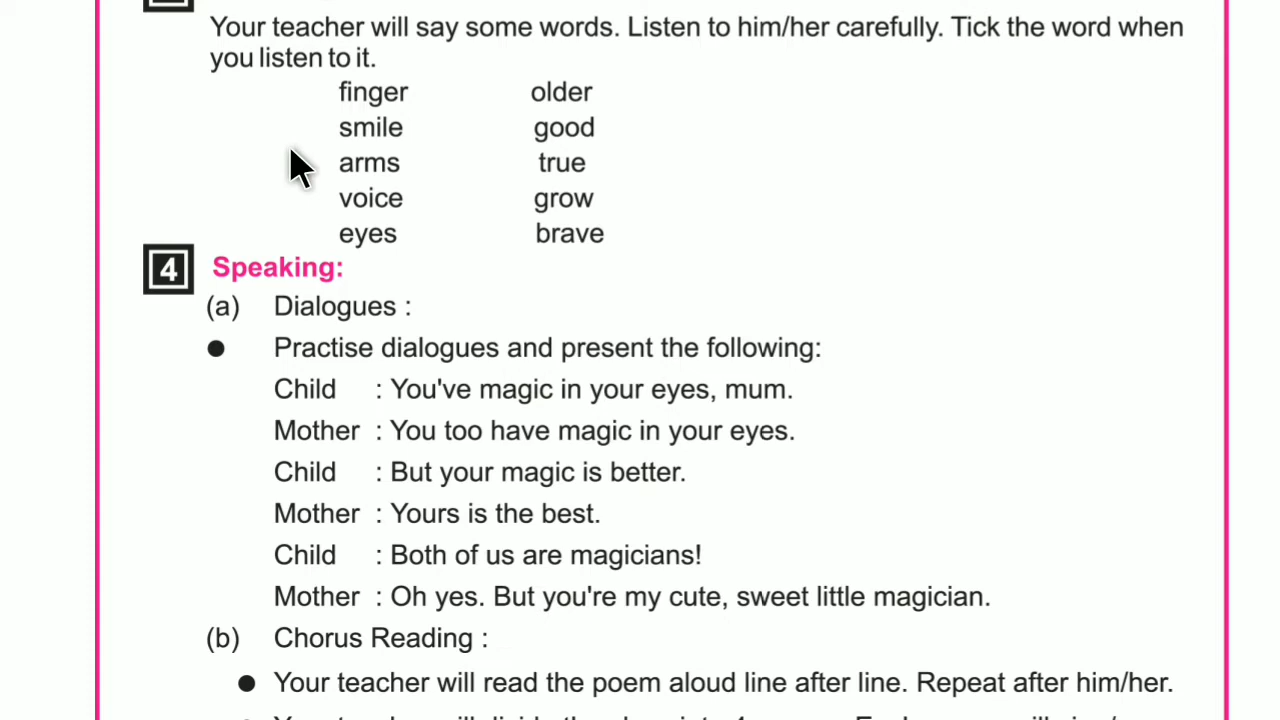 Your teacher will say some words. Listen to him/her carefully. Tick the word when
you listen to it.
finger older
smile good
arms true
voice grow
eyes brave
4 Speaking:
(a) Dialogues :
● Practise dialogues and present the following:
Child : You've magic in your eyes, mum.
Mother : You too have magic in your eyes.
Child : But your magic is better.
Mother : Yours is the best.
Child : Both of us are magicians!
Mother : Oh yes. But you're my cute, sweet little magician.
(b) Chorus Reading :
● Your teacher will read the poem aloud line after line. Repeat after him/her.